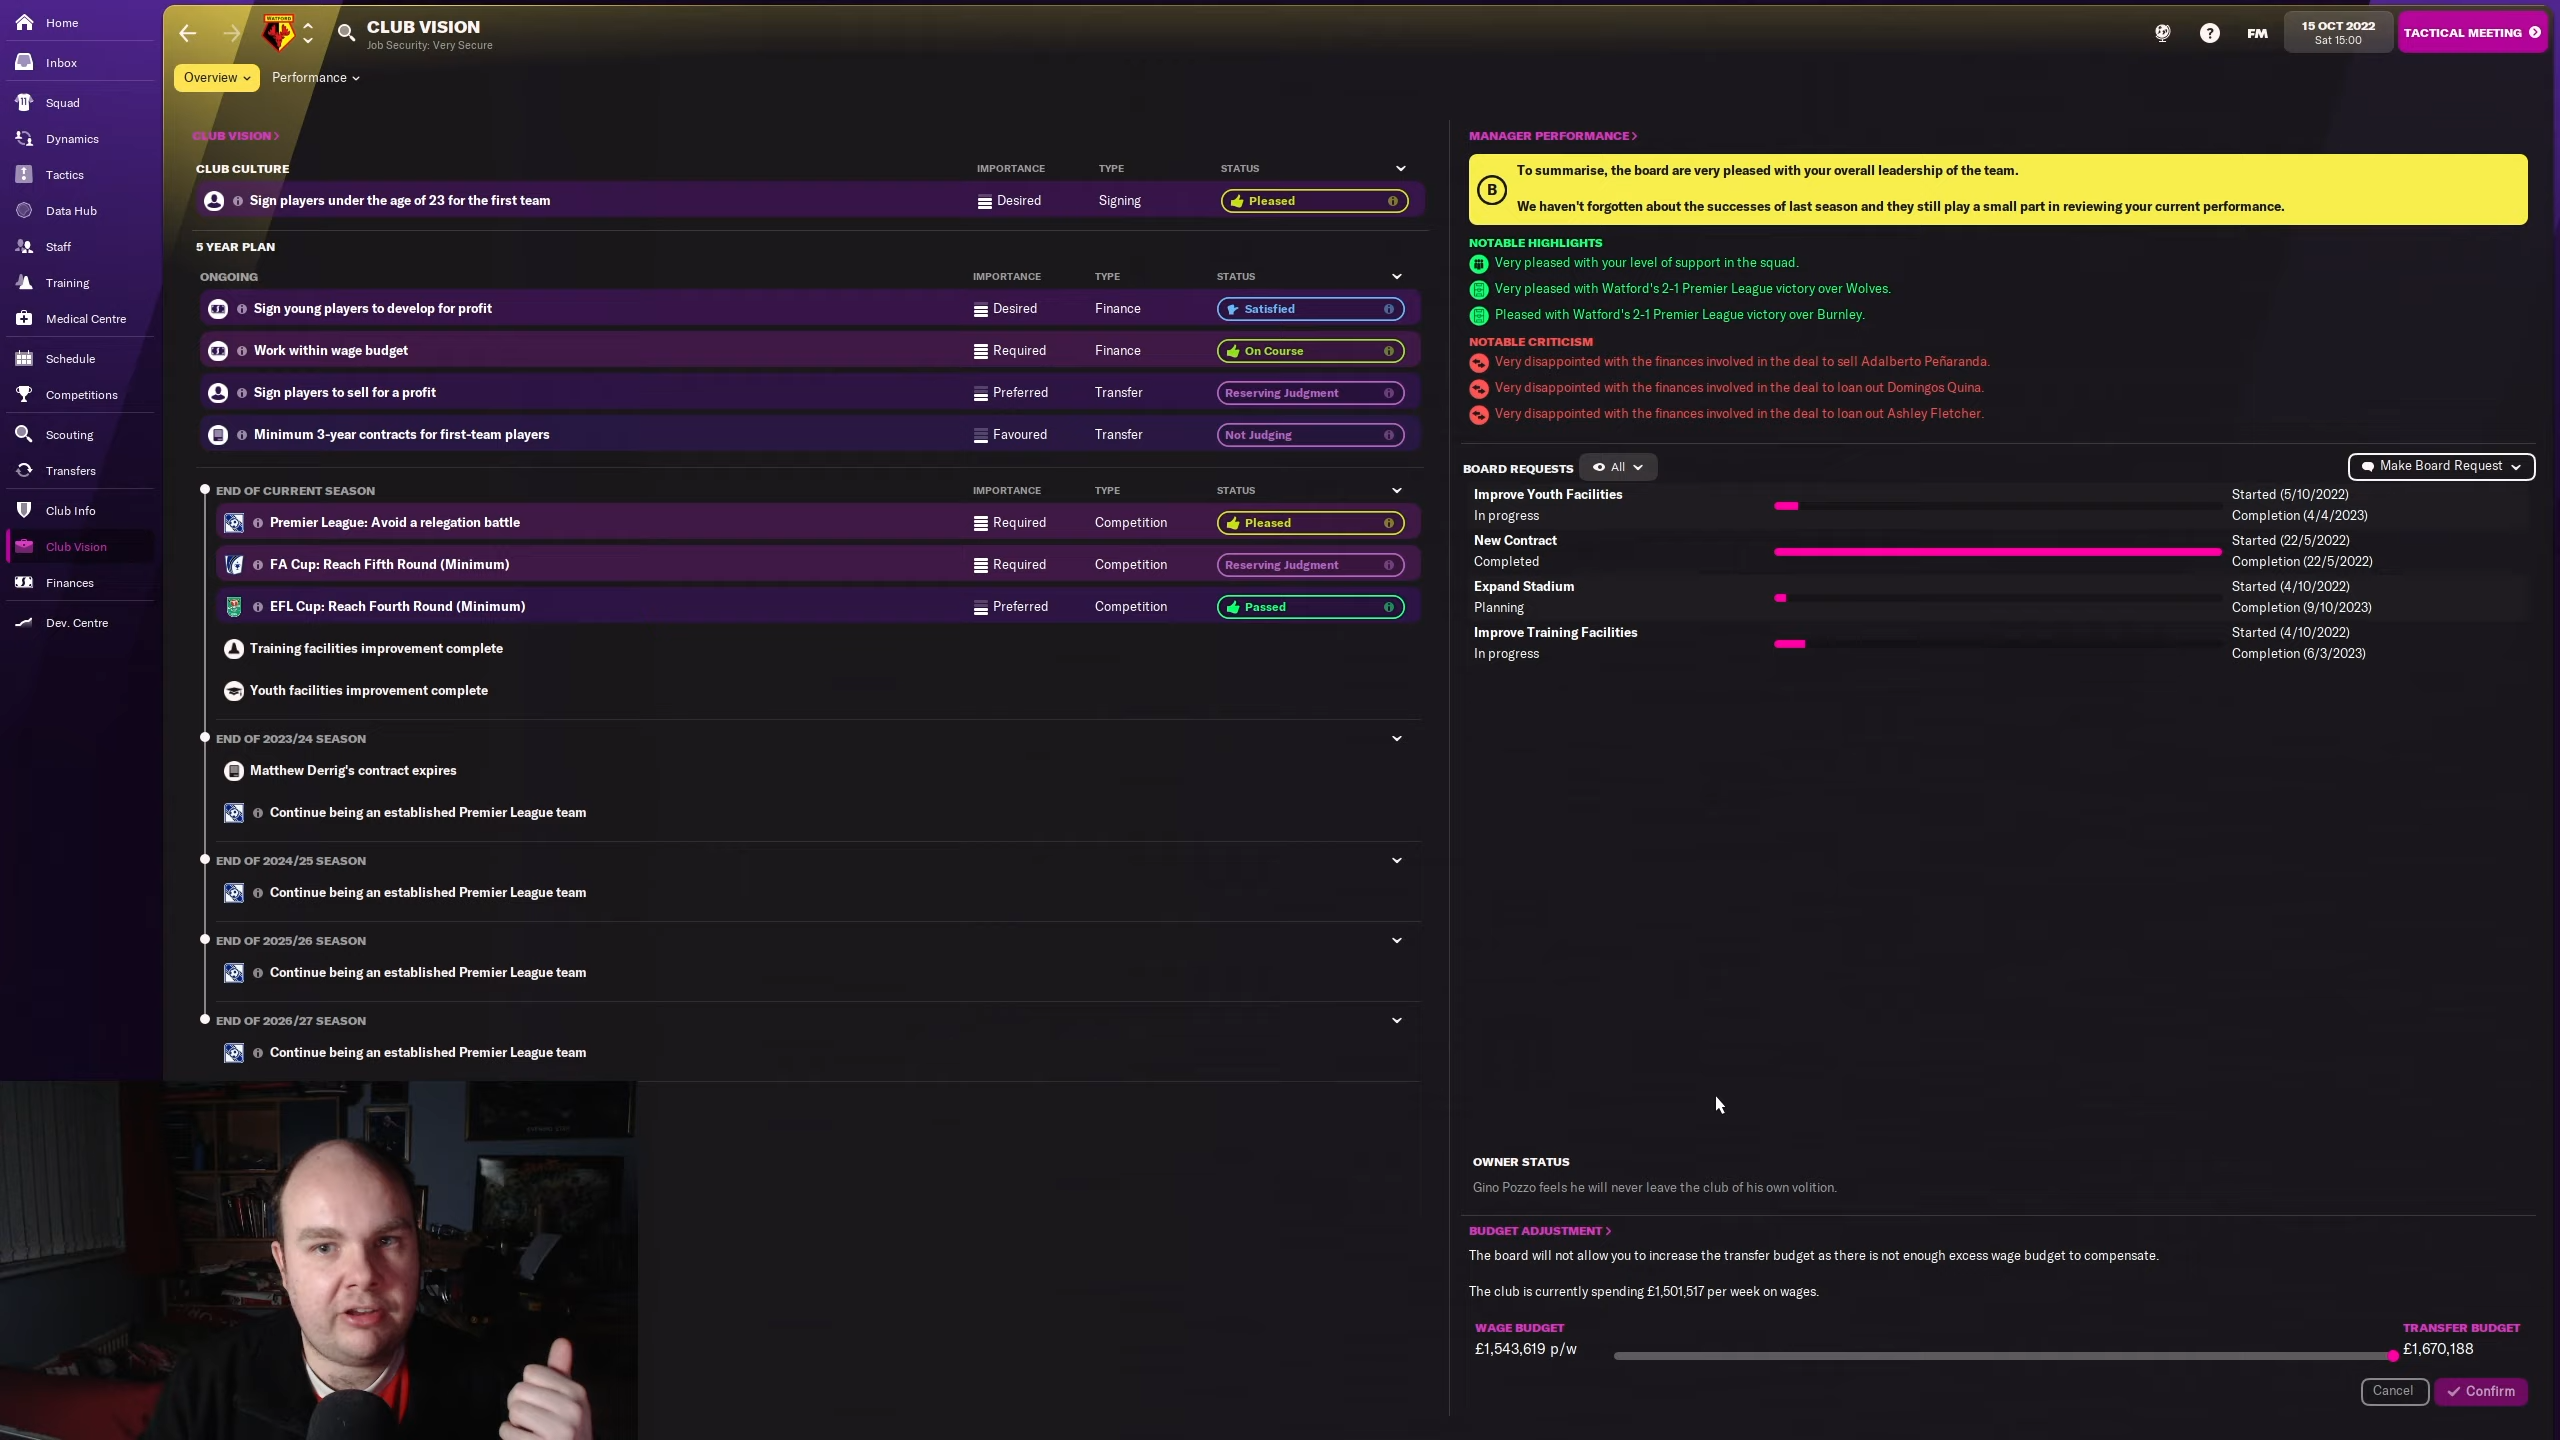 Home
Inbox
Squad
Dynamics
Tactics
Data Hub
Staff
Training
Medical Centre
Schedule
Competitions
Scouting
Transfers
Club Info
Club Vision
Finances
Dev. Centre
WATFORD
CLUB VISION
Job Security: Very Secure
FM
15 OCT 2022
Sat 15:00
TACTICAL MEETING
Overview
Performance
CLUB VISION
CLUB CULTURE IMPORTANCE TYPE STATUS
Sign players under the age of 23 for the first team Desired Signing Pleased
5 YEAR PLAN
ONGOING IMPORTANCE TYPE STATUS
Sign young players to develop for profit Desired Finance Satisfied
Work within wage budget Required Finance On Course
Sign players to sell for a profit Preferred Transfer Reserving Judgment
Minimum 3-year contracts for first-team players Favoured Transfer Not Judging
END OF CURRENT SEASON IMPORTANCE TYPE STATUS
Premier League: Avoid a relegation battle Required Competition Pleased
FA Cup: Reach Fifth Round (Minimum) Required Competition Reserving Judgment
EFL Cup: Reach Fourth Round (Minimum) Preferred Competition Passed
Training facilities improvement complete
Youth facilities improvement complete
END OF 2023/24 SEASON
Matthew Derrig's contract expires
Continue being an established Premier League team
END OF 2024/25 SEASON
Continue being an established Premier League team
END OF 2025/26 SEASON
Continue being an established Premier League team
END OF 2026/27 SEASON
Continue being an established Premier League team
MANAGER PERFORMANCE
B
To summarise, the board are very pleased with your overall leadership of the team.
We haven't forgotten about the successes of last season and they still play a small part in reviewing your current performance.
NOTABLE HIGHLIGHTS
Very pleased with your level of support in the squad.
Very pleased with Watford's 2-1 Premier League victory over Wolves.
Pleased with Watford's 2-1 Premier League victory over Burnley.
NOTABLE CRITICISM
Very disappointed with the finances involved in the deal to sell Adalberto Peñaranda.
Very disappointed with the finances involved in the deal to loan out Domingos Quina.
Very disappointed with the finances involved in the deal to loan out Ashley Fletcher.
BOARD REQUESTS All Make Board Request
Improve Youth Facilities Started (5/10/2022)
In progress Completion (4/4/2023)
New Contract Started (22/5/2022)
Completed Completion (22/5/2022)
Expand Stadium Started (4/10/2022)
Planning Completion (9/10/2023)
Improve Training Facilities Started (4/10/2022)
In progress Completion (6/3/2023)
OWNER STATUS
Gino Pozzo feels he will never leave the club of his own volition.
BUDGET ADJUSTMENT
The board will not allow you to increase the transfer budget as there is not enough excess wage budget to compensate.
The club is currently spending £1,501,517 per week on wages.
WAGE BUDGET TRANSFER BUDGET
£1,543,619 p/w £1,670,188
Cancel Confirm